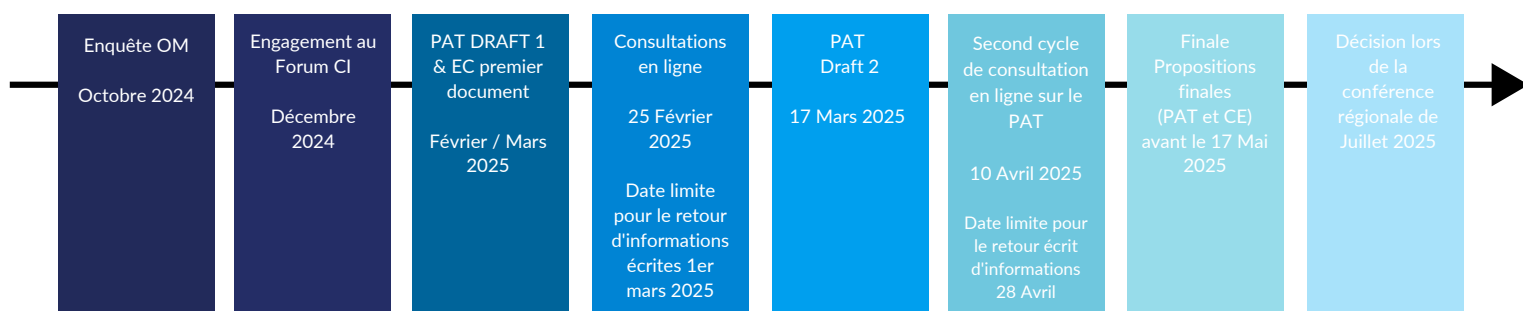 Enquête OM
Octobre 2024
Engagement au
Forum CI
Décembre
2024
PAT DRAFT 1
& EC premier
document
Février / Mars
2025
Consultations
en ligne
25 Février
2025
Date limite
pour le retour
d'informations
écrites 1er
mars 2025
PAT
Draft 2
17 Mars 2025
Second cycle
de consultation
en ligne sur le
PAT
10 Avril 2025
Date limite pour
le retour écrit
d'informations
28 Avril
Finale
Propositions
finales
(PAT et CE)
avant le 17 Mai
2025
Décision lors
de la
conférence
régionale de
Juillet 2025